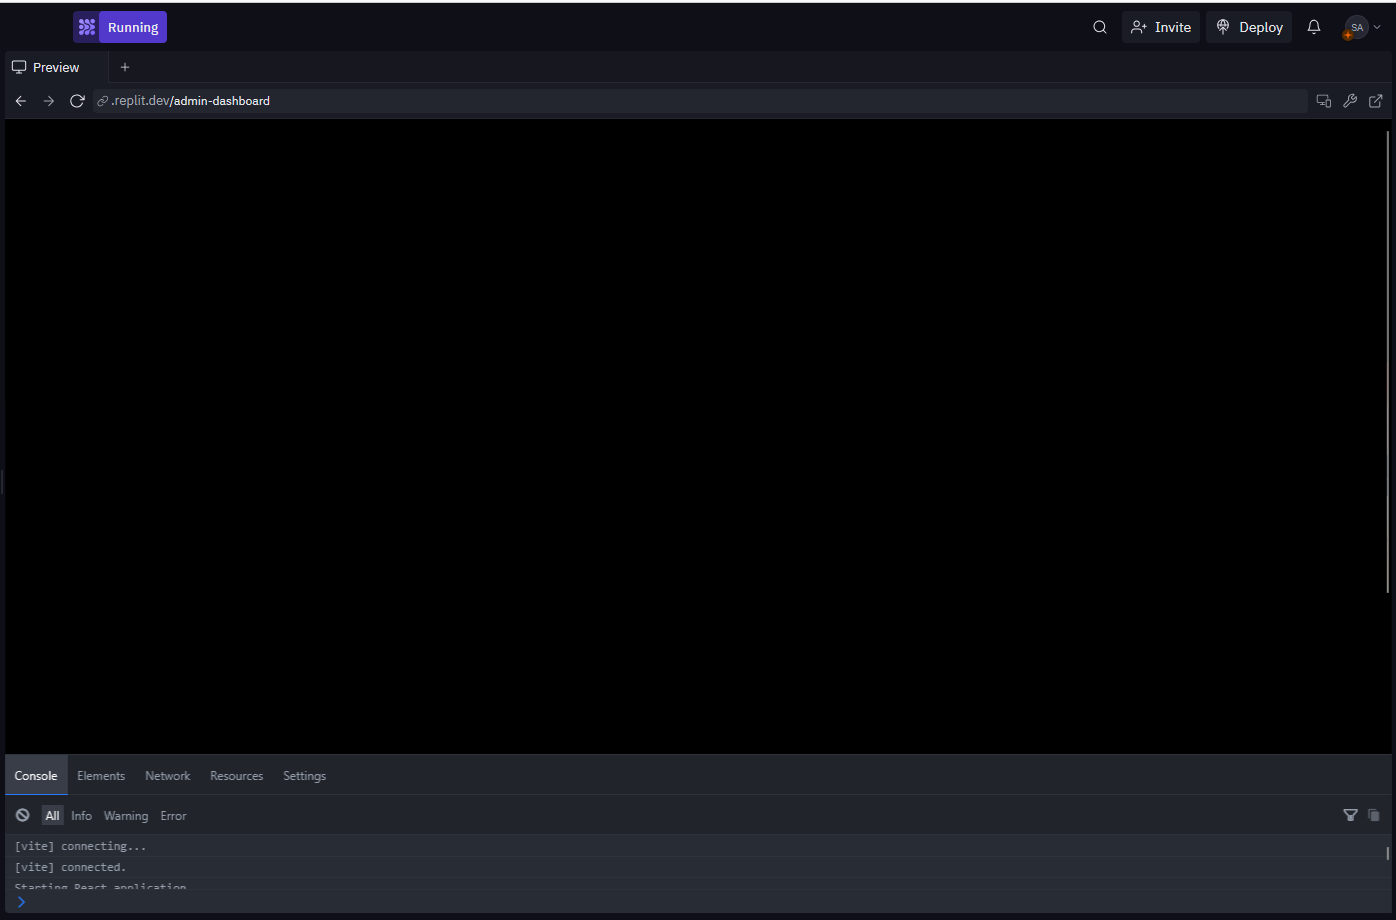 Running
Invite
Deploy
SA
Preview
.replit.dev/admin-dashboard
Console Elements Network Resources Settings
All Info Warning Error
[vite] connecting...
[vite] connected.
Starting React application